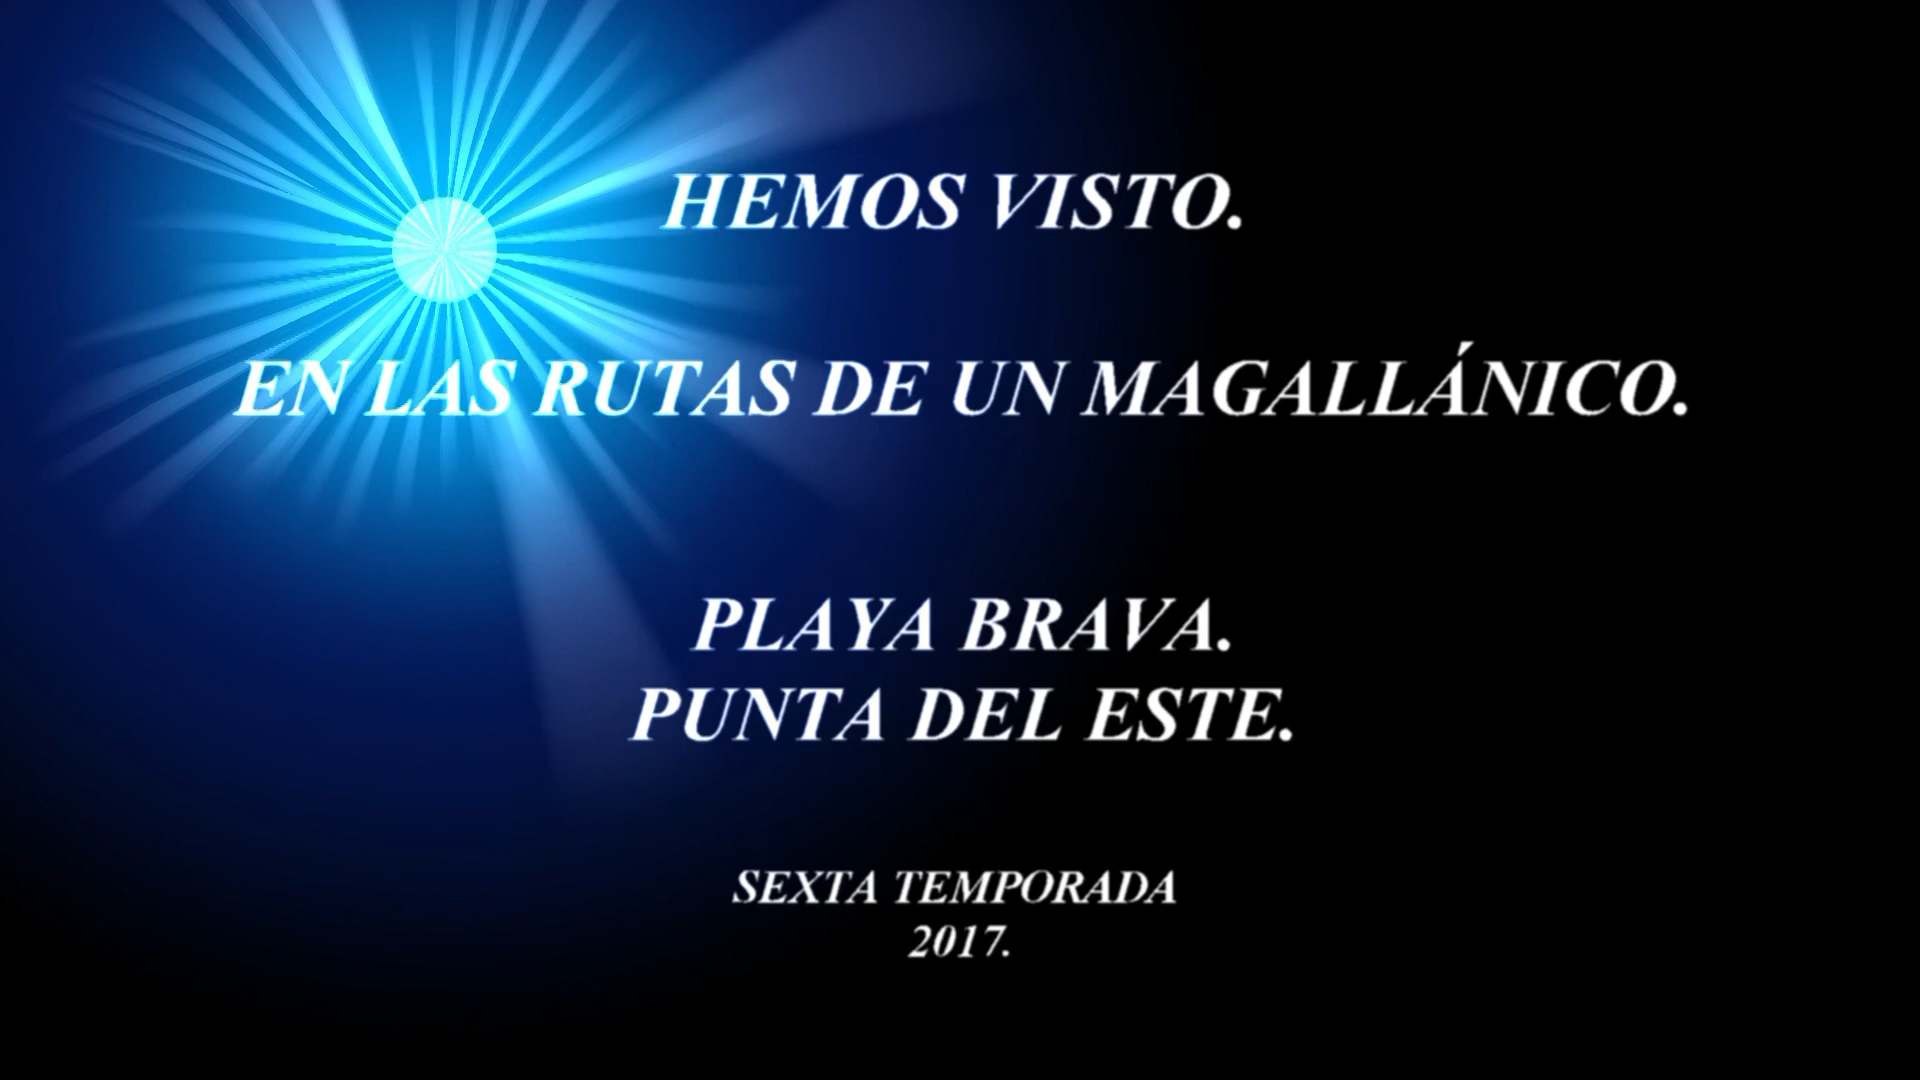 HEMOS VISTO.
EN LAS RUTAS DE UN MAGALLÁNICO.
PLAYA BRAVA.
PUNTA DEL ESTE.
SEXTA TEMPORADA
2017.